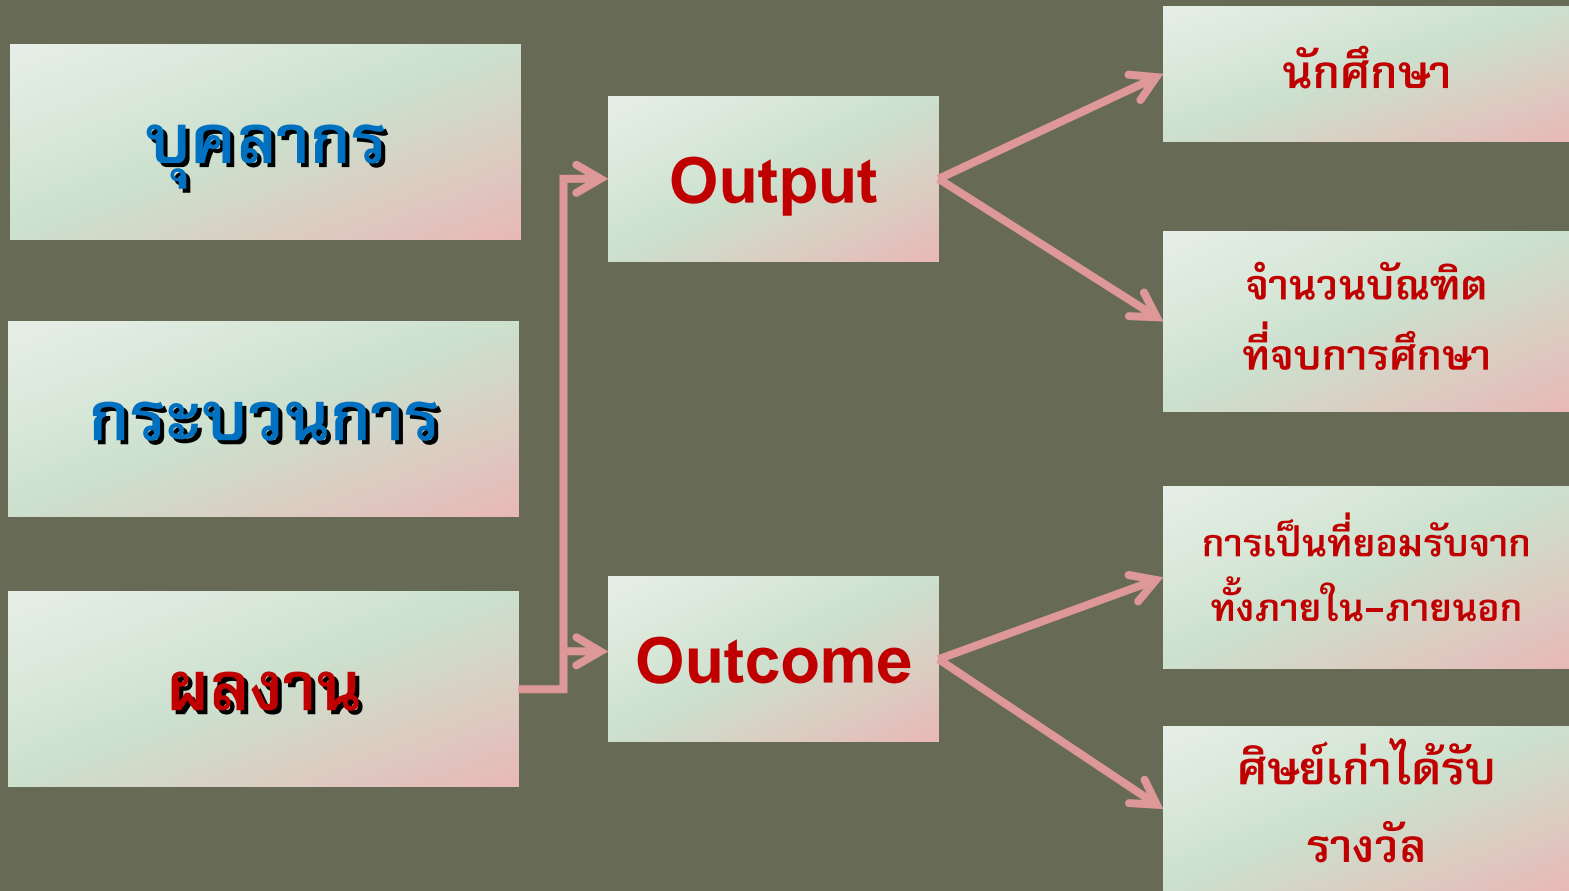 บุคลากร
กระบวนการ
ผลงาน
Output
Outcome
นักศึกษา
จำนวนบัณฑิต
ที่จบการศึกษา
การเป็นที่ยอมรับจาก
ทั้งภายใน-ภายนอก
ศิษย์เก่าได้รับ
รางวัล